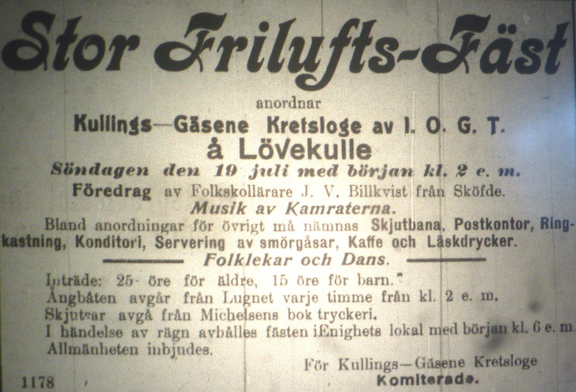 Stor Frilufts-Fäst
anordnar
Kullings—Gäsene Kretsloge av I. O. G. T.
å LöVekulle
Söndagen den 19 juli med början kl. 2 e. m.
Föredrag av Folkskollärare J. V. Billkvist från Sköfde.
Musik av Kamraterna.
Bland anordningar för övrigt må nämnas Skjutbana, Postkontor, Ring-
kastning, Konditori, Servering av smörgåsar, Kaffe och Läskdrycker.
Folklekar och Dans.
Inträde: 25 öre för äldre, 15 öre för barn.
Ångbåten avgår från Lugnet varje timme från kl. 2 e. m.
Skjutsar avgå från Michelsens bok tryckeri.
I händelse av rägn avhålles fästen i Enighets lokal med början kl. 6 e. m.
Allmänheten inbjudes.
För Kullings—Gäsene Kretsloge
1178 Komiterade.